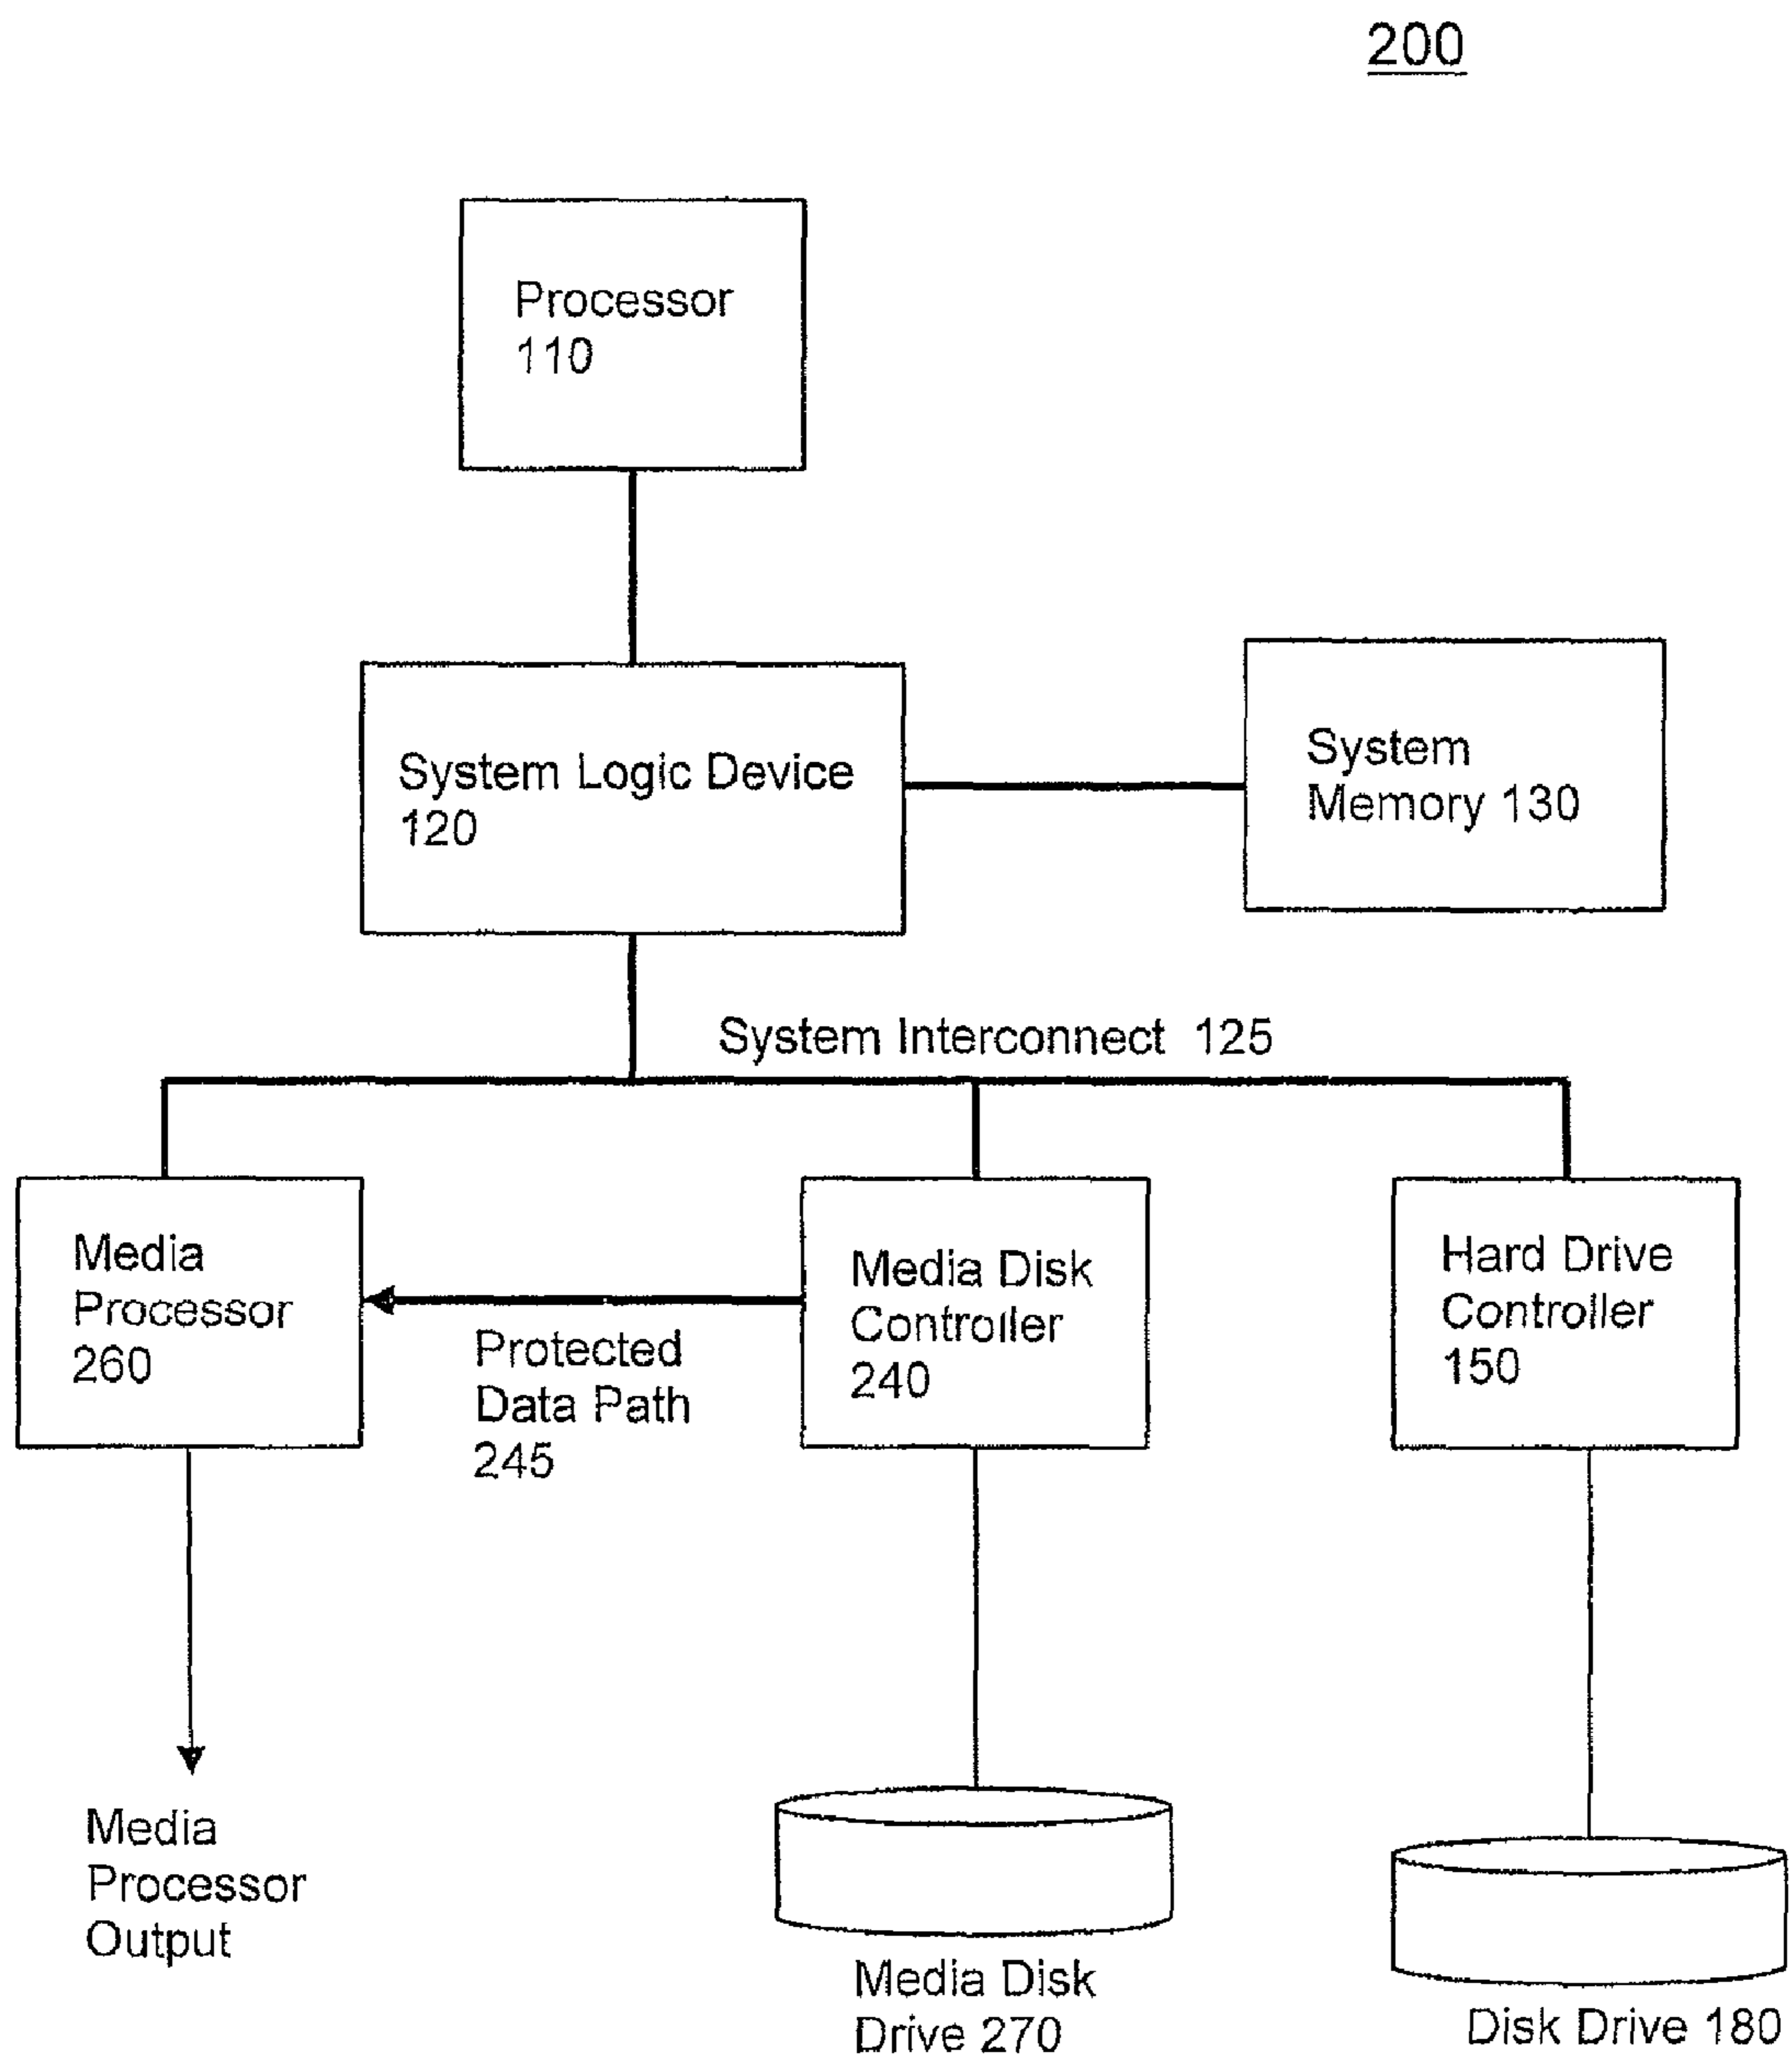 200
Processor
110
System Logic Device
120
System
Memory 130
System Interconnect 125
Media
Processor
260
Protected
Data Path
245
Media Disk
Controller
240
Hard Drive
Controller
150
Media
Processor
Output
Media Disk
Drive 270
Disk Drive 180